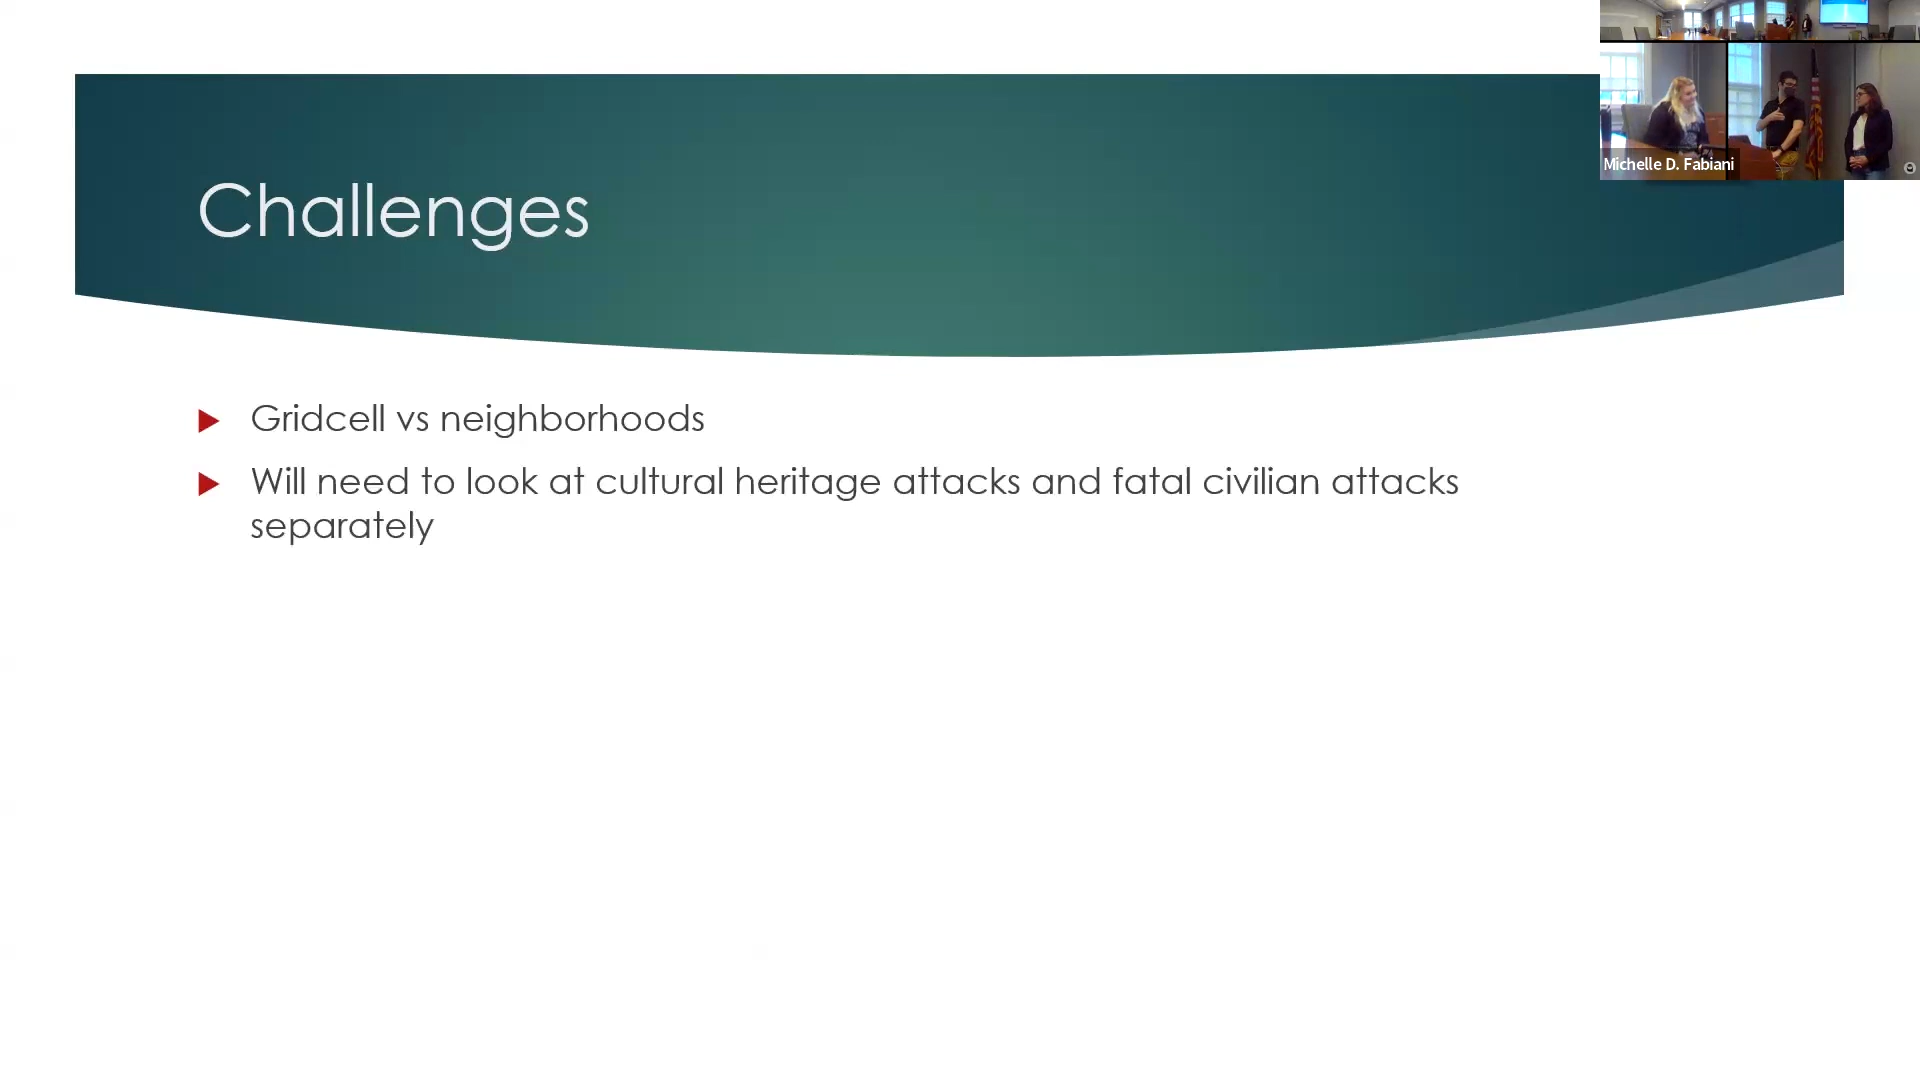 Challenges
Gridcell vs neighborhoods
Will need to look at cultural heritage attacks and fatal civilian attacks
separately
Michelle D. Fabiani